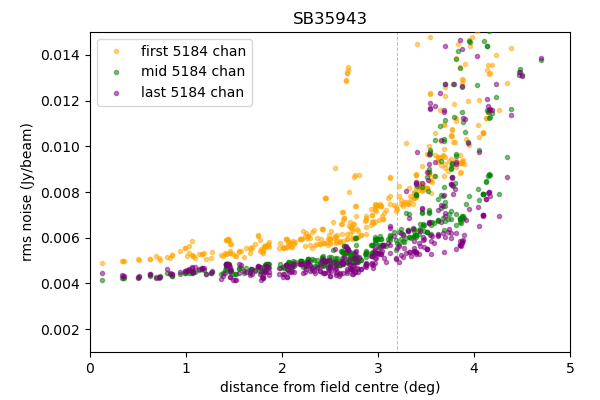 SB35943
first 5184 chan
mid 5184 chan
last 5184 chan
rms noise (Jy/beam)
0.014
0.012
0.010
0.008
0.006
0.004
0.002
0 1 2 3 4 5
distance from field centre (deg)